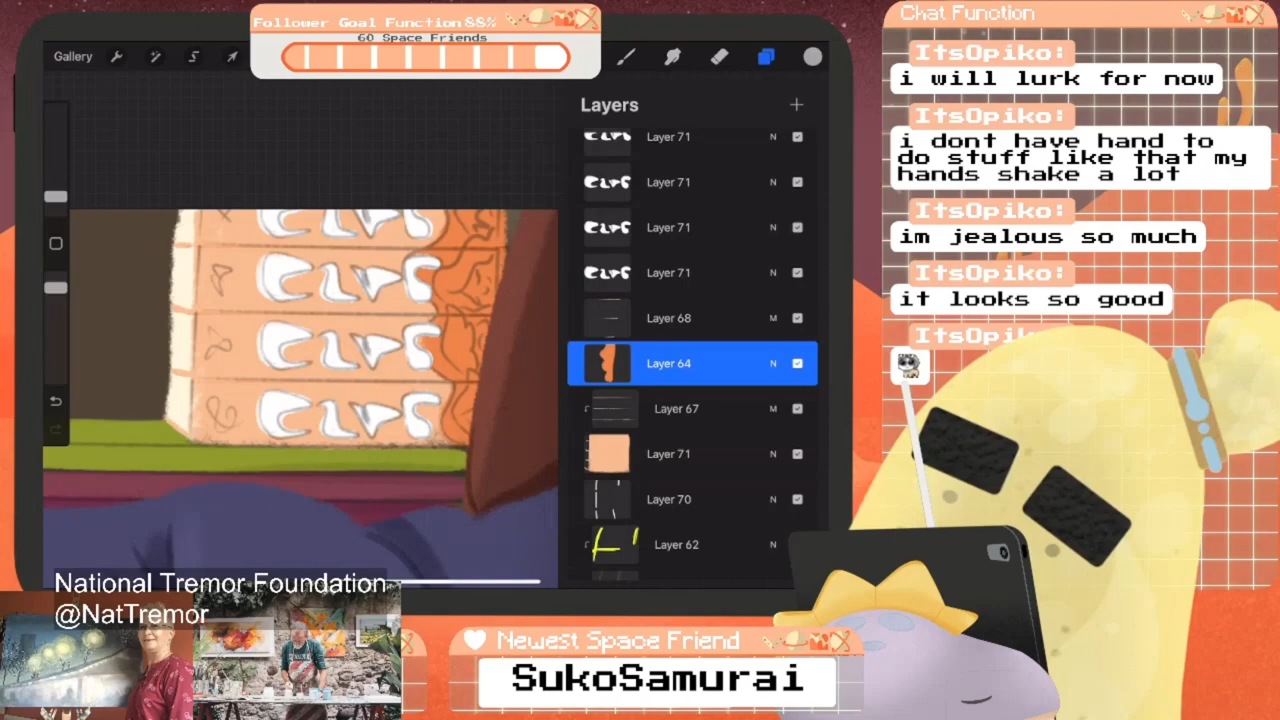 Follower Goal Function 88%
60 Space Friends
Gallery
Layers
Layer 71 N
Layer 71 N
Layer 71 N
Layer 71 N
Layer 68 M
Layer 64 N
Layer 67 M
Layer 71 N
Layer 70 N
Layer 62 N
Chat Function
ItsOpiko:
i will lurk for now
ItsOpiko:
i dont have hand to
do stuff like that my
hands shake a lot
ItsOpiko:
im jealous so much
ItsOpiko:
it looks so good
National Tremor Foundation
@NatTremor
Newest Space Friend
SukoSamurai